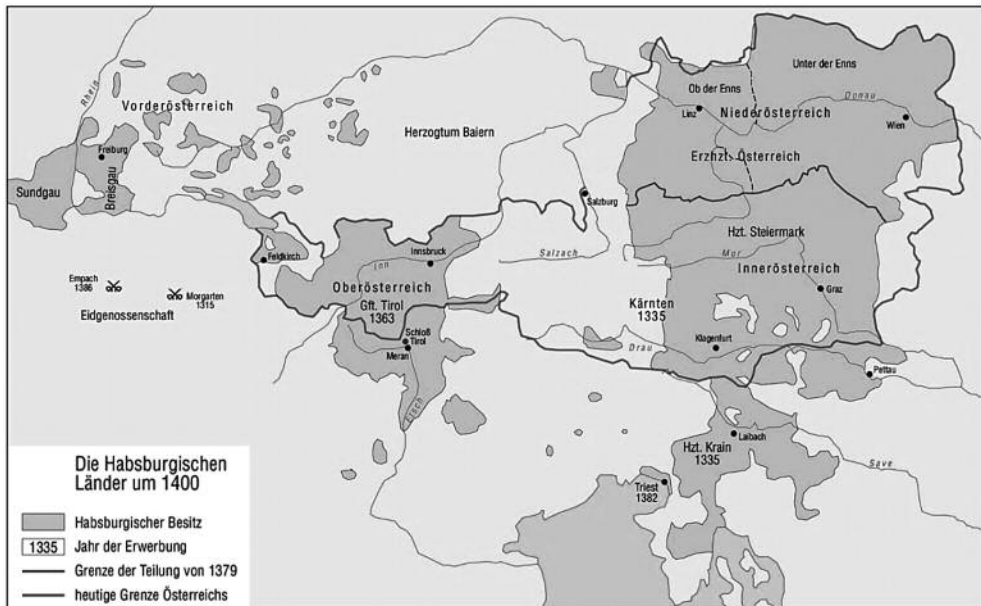 Rhein
Vorderösterreich
Freiburg
Sundgau
Breisgau
Herzogtum Baiern
Unter der Enns
Ob der Enns
Linz
Niederösterreich
Donau
Wien
Erzhzt. Österreich
Salzburg
Salzach
Hzt. Steiermark
Mur
Innerösterreich
Graz
Kärnten
1335
Klagenfurt
Drau
Pettau
Feldkirch
Innsbruck
Inn
Oberösterreich
Gft. Tirol
1363
Schloß
Tirol
Meran
Etsch
Empach
1386
Morgarten
1315
Eidgenossenschaft
Laibach
Hzt. Krain
1335
Save
Triest
1382
Die Habsburgischen
Länder um 1400
Habsburgischer Besitz
1335 Jahr der Erwerbung
Grenze der Teilung von 1379
heutige Grenze Österreichs